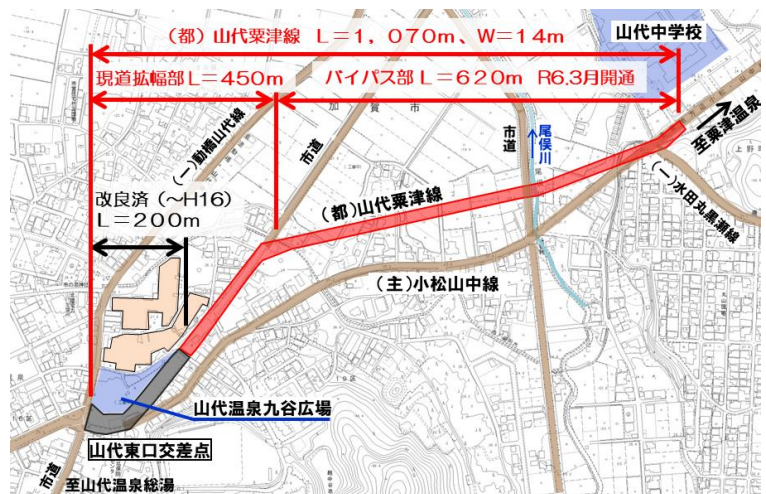 (都)山代粟津線 L=1,070m、W=14m
山代中学校
現道拡幅部L=450m
バイパス部 L=620m R6.3月開通
加賀市
至粟津温泉
(一)動橋山代線
市道
市道
尾俣川
改良済(~H16)
L=200m
(都)山代粟津線
(一)水田丸黒瀬線
(主)小松山中線
山代温泉九谷広場
山代東口交差点
市道
至山代温泉総湯